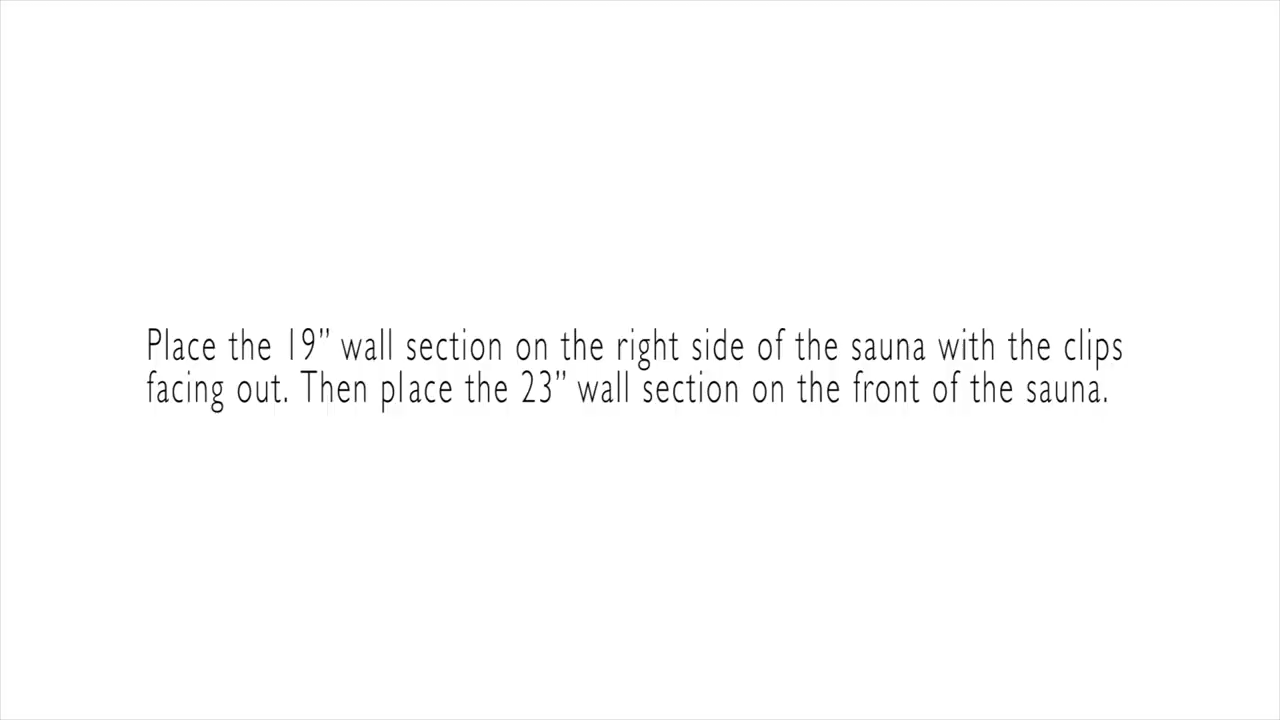 Place the 19” wall section on the right side of the sauna with the clips
facing out. Then place the 23” wall section on the front of the sauna.